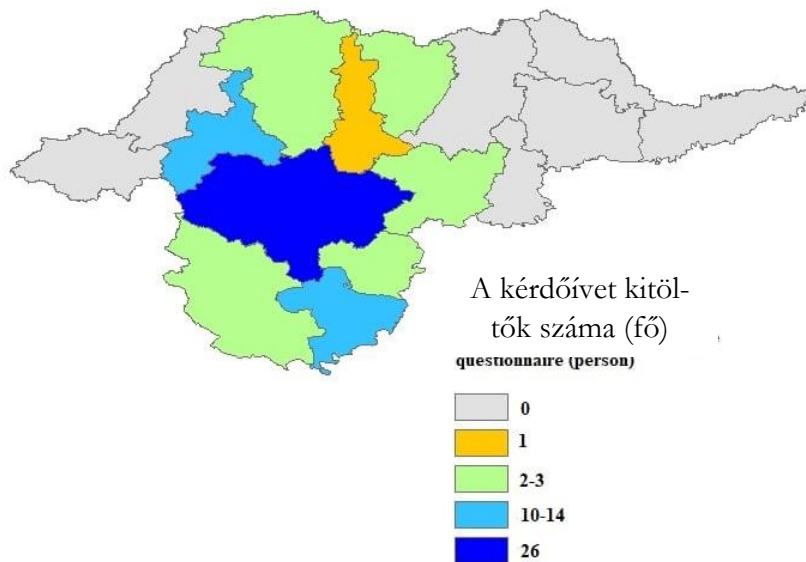 A kérdőívet kitöl-
tők száma (fő)
questionnaire (person)
0
1
2-3
10-14
26